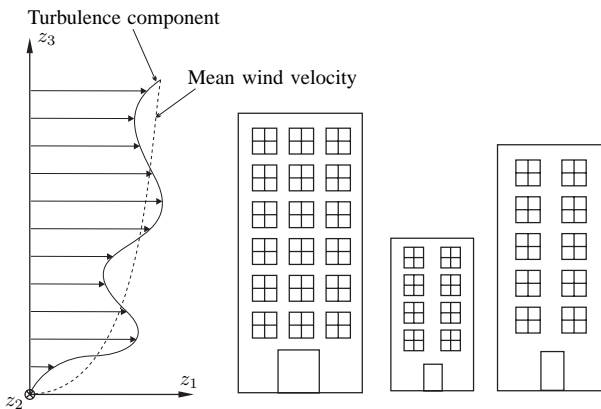 Turbulence component
z3
Mean wind velocity
z2
z1